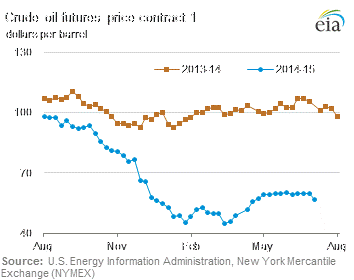 Crude oil futures price contract 1
dollars per barrel
eia
130
2013-14
2014-15
100
70
40
Aug
Nov
Feb
May
Aug
Source: U.S. Energy Information Administration, New York Mercantile
Exchange (NYMEX)